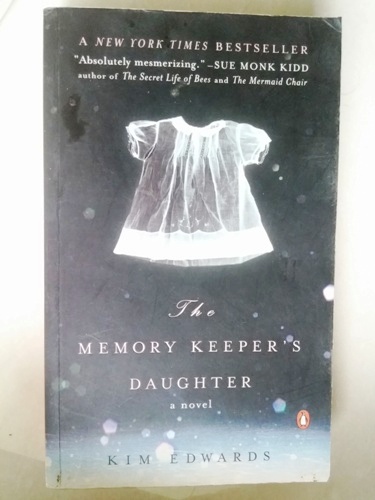 A NEW YORK TIMES BESTSELLER
"Absolutely mesmerizing." –SUE MONK KIDD
author of The Secret Life of Bees and The Mermaid Chair
The
MEMORY KEEPER'S
DAUGHTER
a novel
KIM EDWARDS